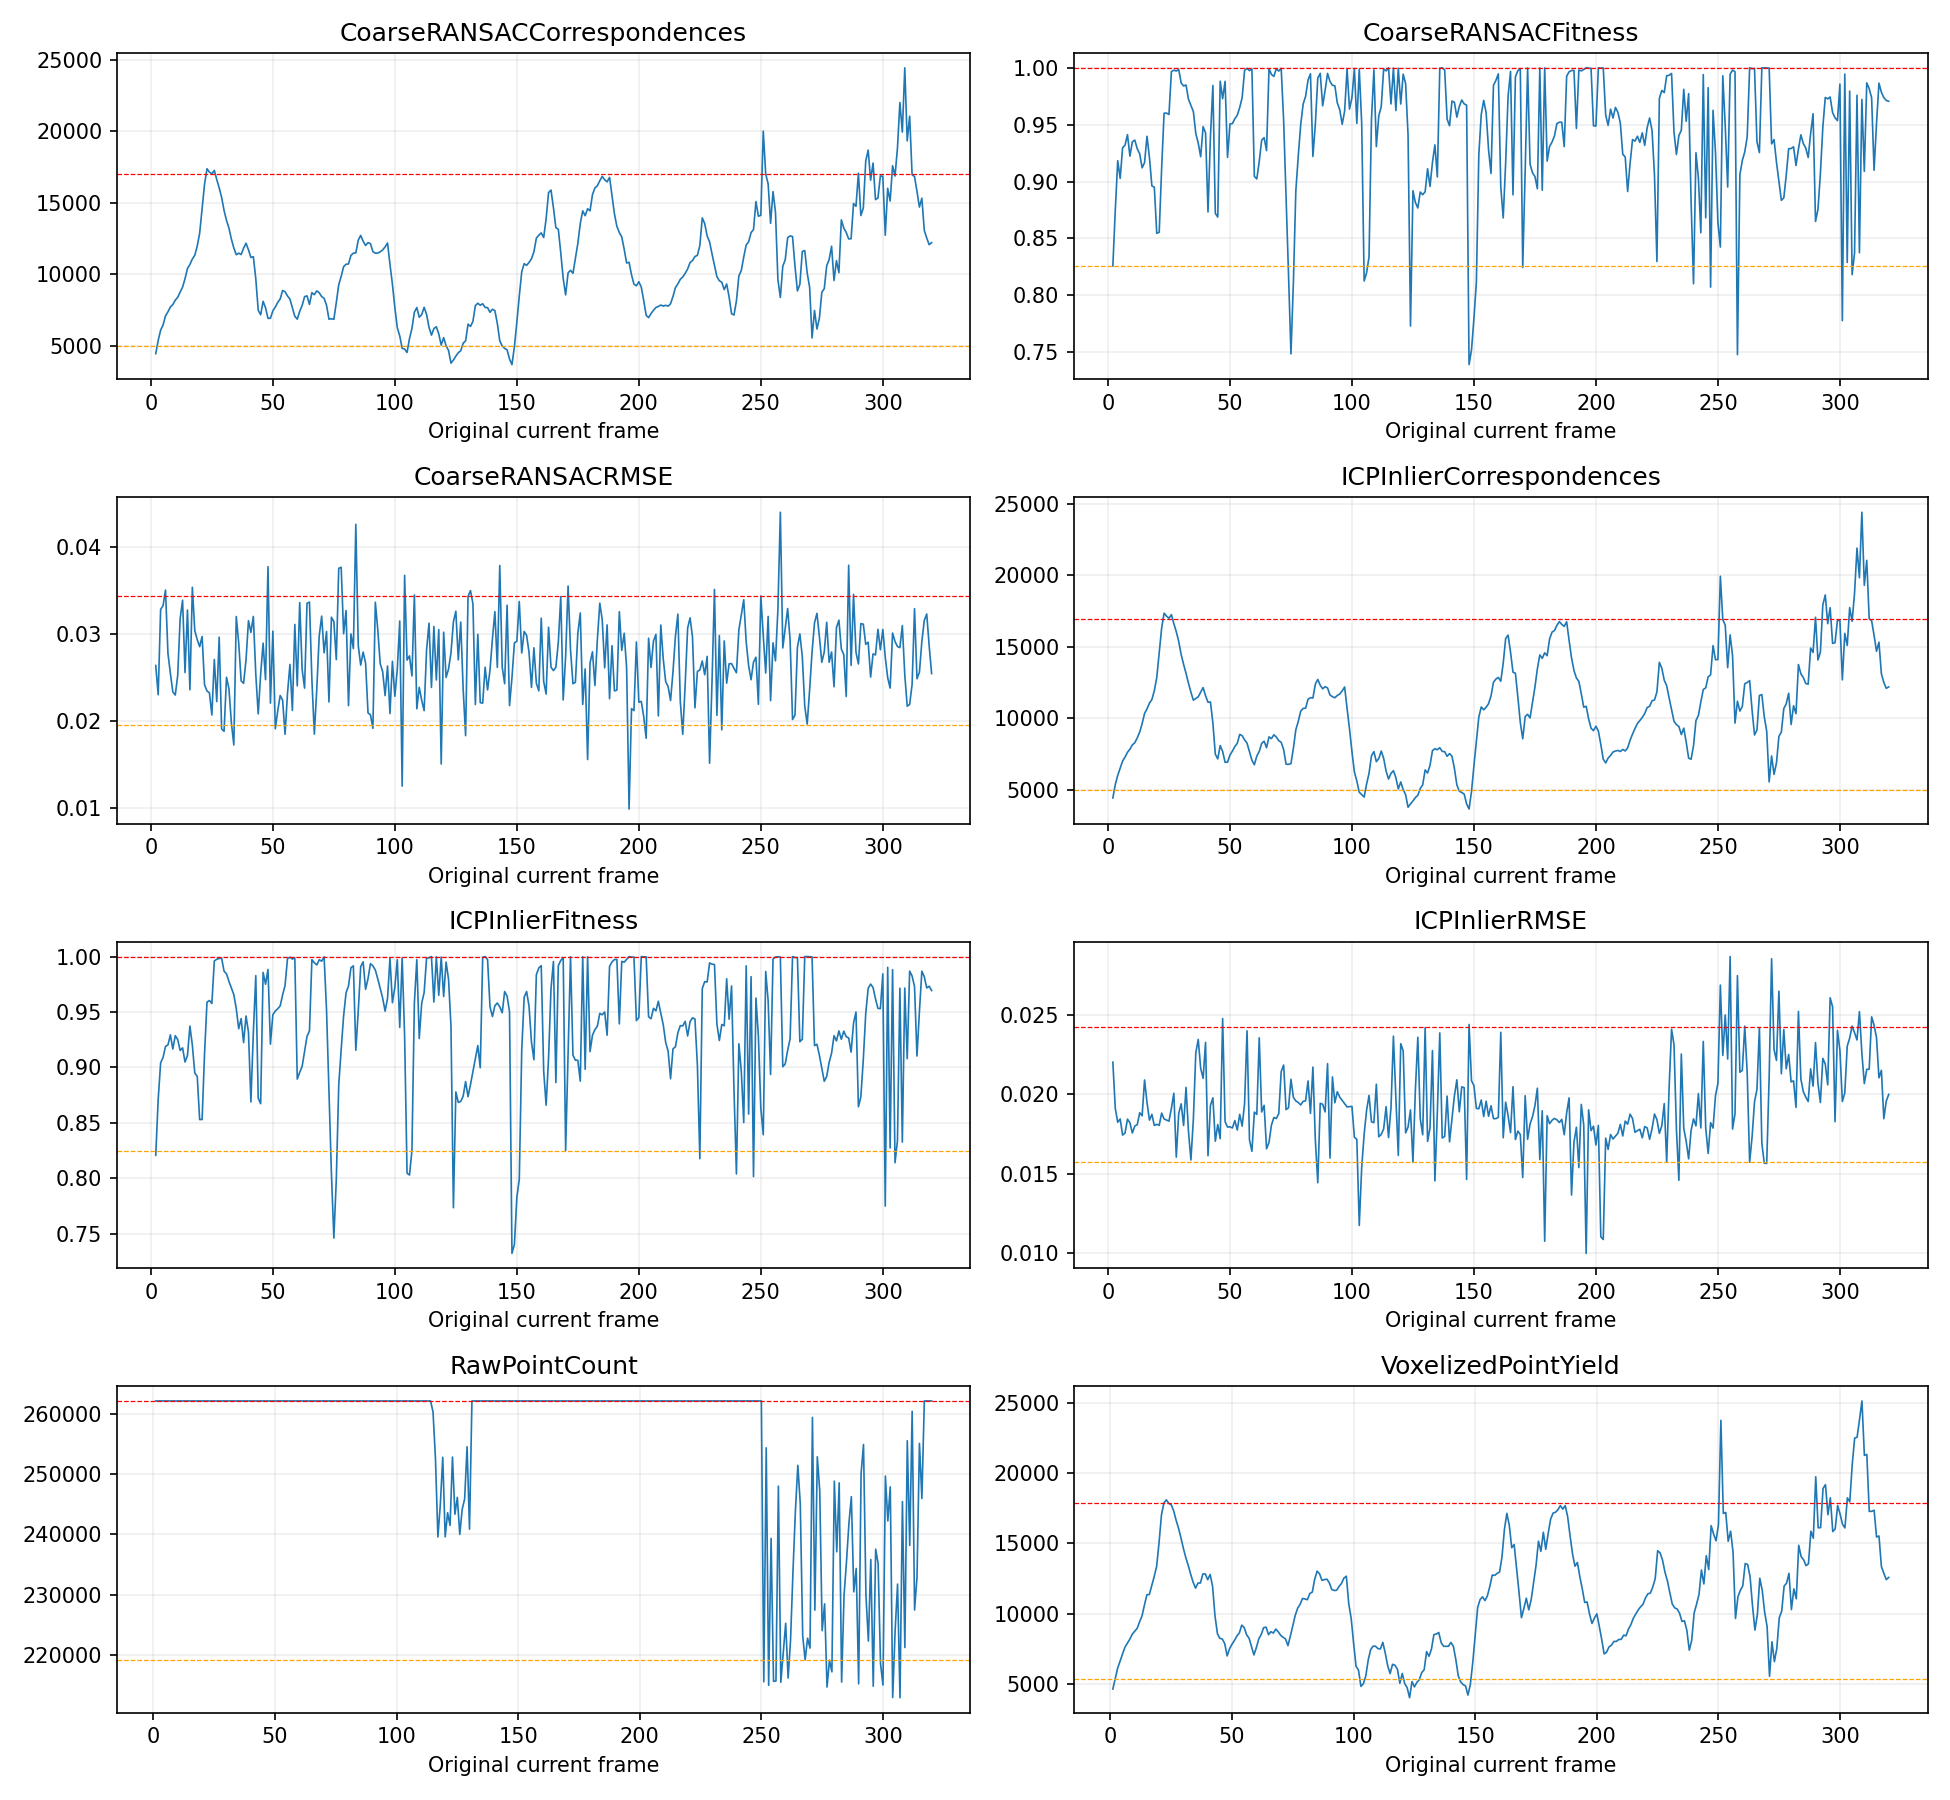 CoarseRANSACCorrespondences
25000
20000
15000
10000
5000
0 50 100 150 200 250 300
Original current frame
CoarseRANSACFitness
1.00
0.95
0.90
0.85
0.80
0.75
0 50 100 150 200 250 300
Original current frame
CoarseRANSACRMSE
0.04
0.03
0.02
0.01
0 50 100 150 200 250 300
Original current frame
ICPInlierCorrespondences
25000
20000
15000
10000
5000
0 50 100 150 200 250 300
Original current frame
ICPInlierFitness
1.00
0.95
0.90
0.85
0.80
0.75
0 50 100 150 200 250 300
Original current frame
ICPInlierRMSE
0.025
0.020
0.015
0.010
0 50 100 150 200 250 300
Original current frame
RawPointCount
260000
250000
240000
230000
220000
0 50 100 150 200 250 300
Original current frame
VoxelizedPointYield
25000
20000
15000
10000
5000
0 50 100 150 200 250 300
Original current frame